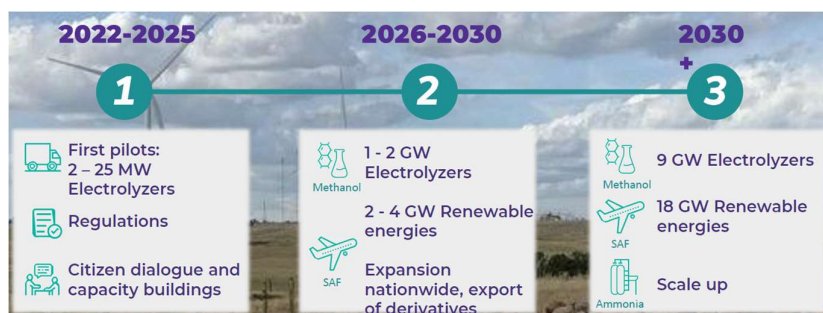 2022-2025
2026-2030
2030
+
1
2
3
First pilots:
2 – 25 MW
Electrolyzers
Regulations
Citizen dialogue and
capacity buildings
Methanol
1 - 2 GW
Electrolyzers
2 - 4 GW Renewable
energies
SAF
Expansion
nationwide, export
of derivatives
Methanol
9 GW Electrolyzers
SAF
18 GW Renewable
energies
Ammonia
Scale up